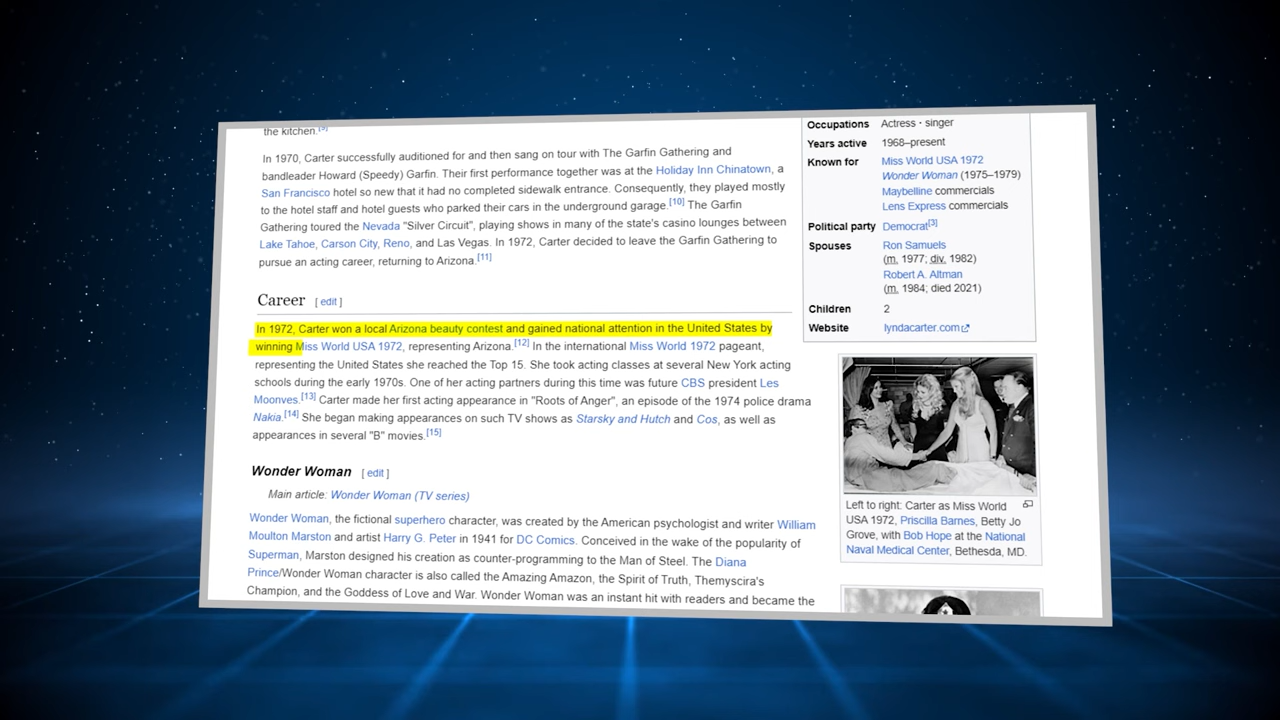 the kitchen.[9]
In 1970, Carter successfully auditioned for and then sang on tour with The Garfin Gathering and
bandleader Howard (Speedy) Garfin. Their first performance together was at the Holiday Inn Chinatown, a
San Francisco hotel so new that it had no completed sidewalk entrance. Consequently, they played mostly
to the hotel staff and hotel guests who parked their cars in the underground garage.[10] The Garfin
Gathering toured the Nevada "Silver Circuit", playing shows in many of the state's casino lounges between
Lake Tahoe, Carson City, Reno, and Las Vegas. In 1972, Carter decided to leave the Garfin Gathering to
pursue an acting career, returning to Arizona.[11]
Career [ edit ]
In 1972, Carter won a local Arizona beauty contest and gained national attention in the United States by
winning Miss World USA 1972, representing Arizona.[12] In the international Miss World 1972 pageant,
representing the United States she reached the Top 15. She took acting classes at several New York acting
schools during the early 1970s. One of her acting partners during this time was future CBS president Les
Moonves.[13] Carter made her first acting appearance in "Roots of Anger", an episode of the 1974 police drama
Nakia.[14] She began making appearances on such TV shows as Starsky and Hutch and Cos, as well as
appearances in several "B" movies.[15]
Wonder Woman [ edit ]
Main article: Wonder Woman (TV series)
Wonder Woman, the fictional superhero character, was created by the American psychologist and writer William
Moulton Marston and artist Harry G. Peter in 1941 for DC Comics. Conceived in the wake of the popularity of
Superman, Marston designed his creation as counter-programming to the Man of Steel. The Diana
Prince/Wonder Woman character is also called the Amazing Amazon, the Spirit of Truth, Themyscira's
Champion, and the Goddess of Love and War. Wonder Woman was an instant hit with readers and became the
Occupations Actress · singer
Years active 1968–present
Known for Miss World USA 1972
Wonder Woman (1975–1979)
Maybelline commercials
Lens Express commercials
Political party Democrat[3]
Spouses Ron Samuels
(m. 1977; div. 1982)
Robert A. Altman
(m. 1984; died 2021)
Children 2
Website lyndacarter.com
Left to right: Carter as Miss World
USA 1972, Priscilla Barnes, Betty Jo
Grove, with Bob Hope at the National
Naval Medical Center, Bethesda, MD.